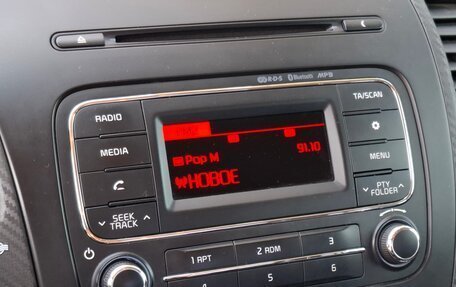 R·D·S Bluetooth MP3
RADIO
MEDIA
SEEK
TRACK
TA/SCAN
MENU
PTY
FOLDER
Pop M
91.10
НОВОЕ
1 RPT
2 RDM
3
4
5
6